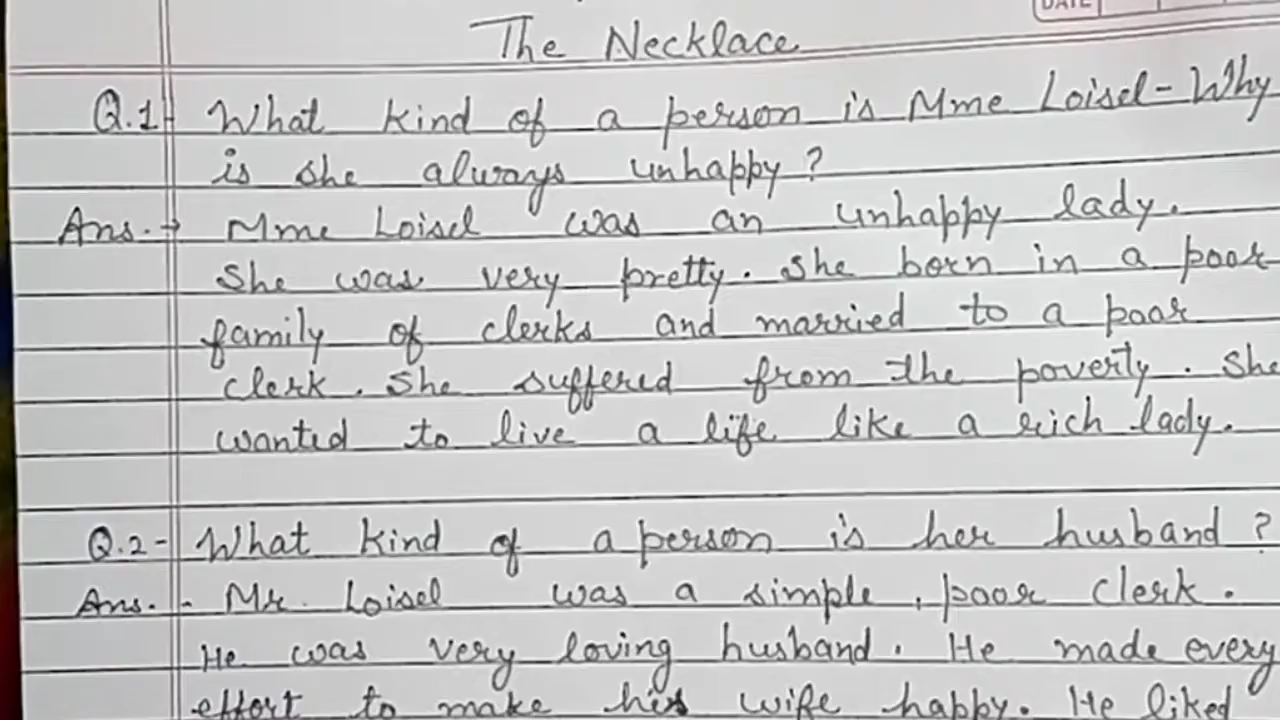 DATE
The Necklace
Q.1 What kind of a person is Mme Loisel - Why
is she always unhappy?
Ans. → Mme Loisel was an unhappy lady.
She was very pretty. She born in a poor
family of clerks and married to a poor
clerk. She suffered from the poverty. She
wanted to live a life like a rich lady.
Q.2 - What kind of a person is her husband?
Ans. - Mr. Loisel was a simple, poor clerk.
He was very loving husband. He made every
effort to make his wife happy. He liked